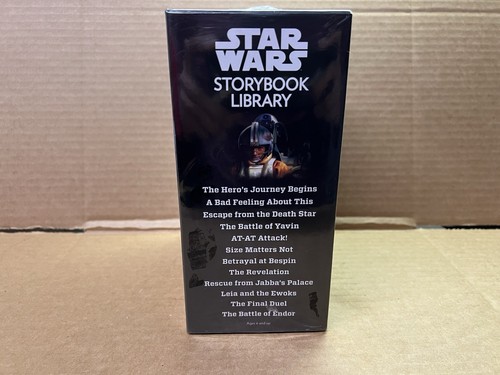 STAR
WARS
STORYBOOK
LIBRARY
The Hero's Journey Begins
A Bad Feeling About This
Escape from the Death Star
The Battle of Yavin
AT-AT Attack!
Size Matters Not
Betrayal at Bespin
The Revelation
Rescue from Jabba's Palace
Leia and the Ewoks
The Final Duel
The Battle of Endor